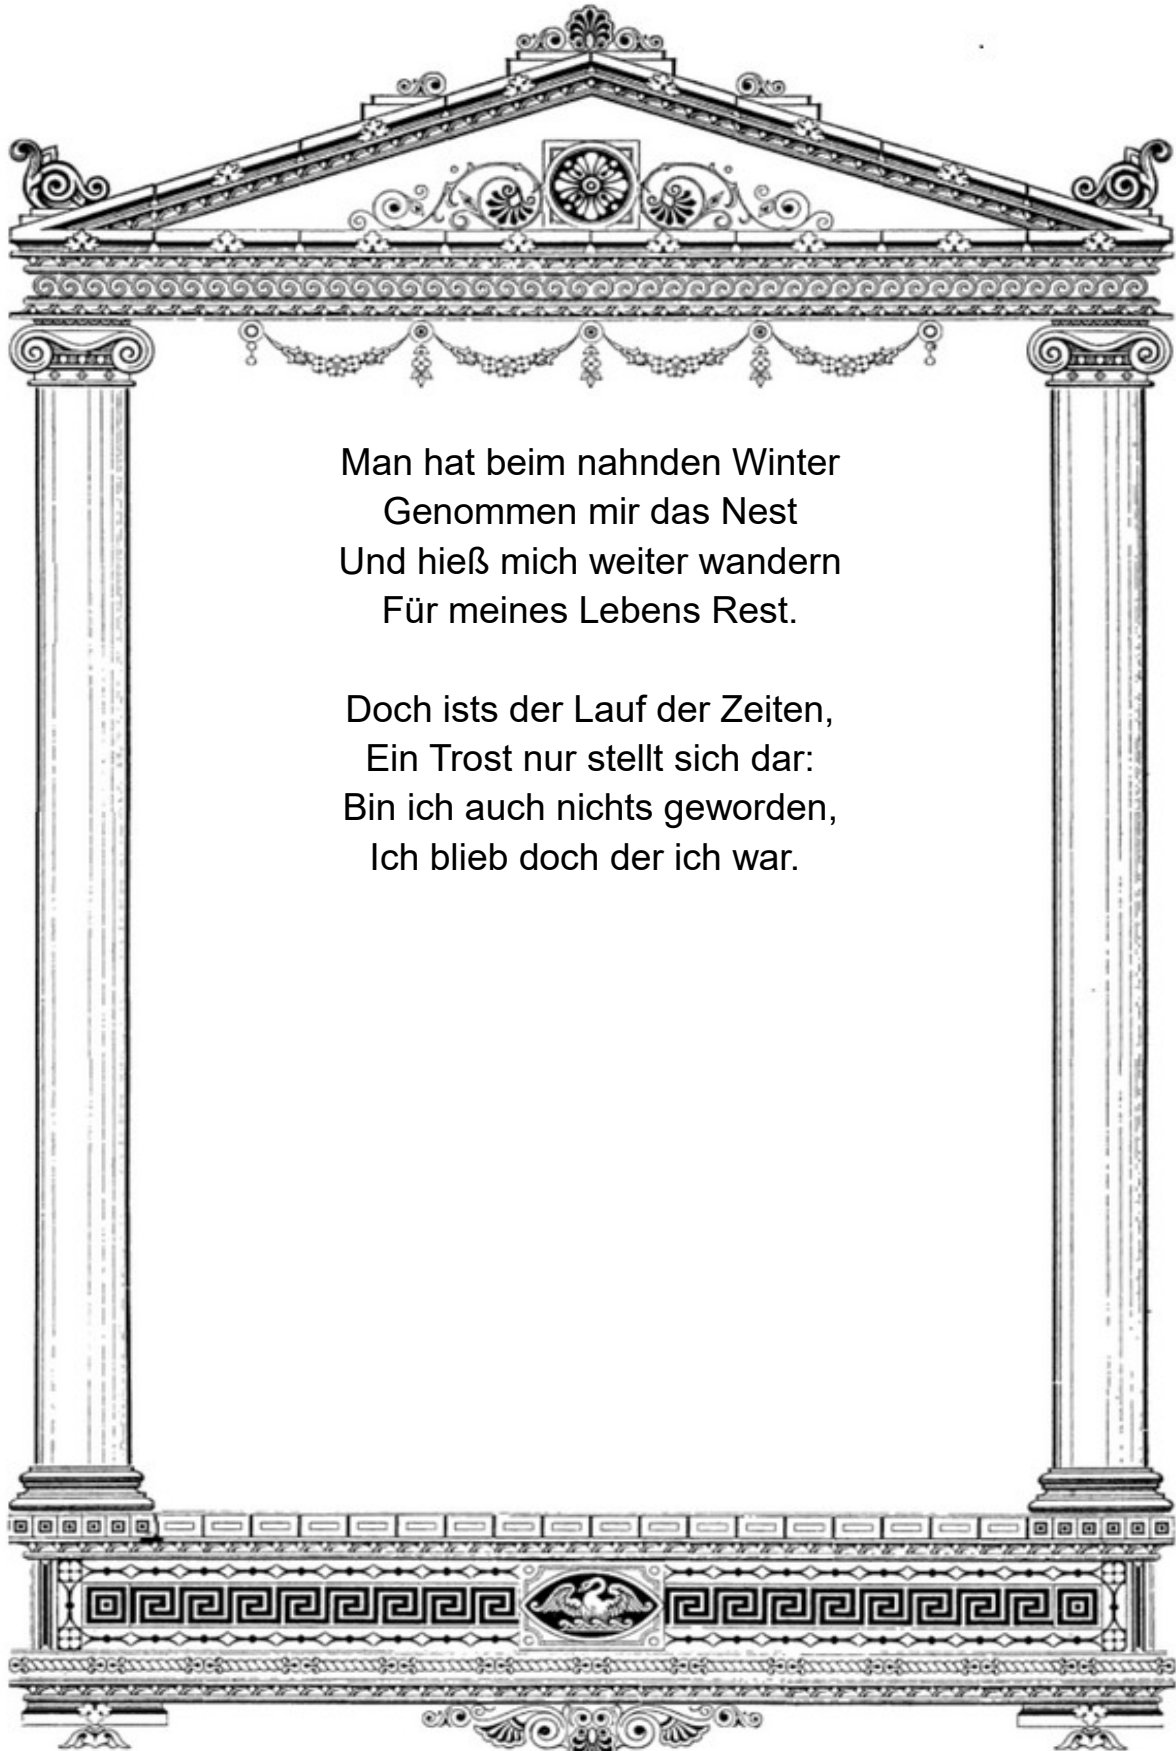 Man hat beim nahnden Winter
Genommen mir das Nest
Und hieß mich weiter wandern
Für meines Lebens Rest.
Doch ists der Lauf der Zeiten,
Ein Trost nur stellt sich dar:
Bin ich auch nichts geworden,
Ich blieb doch der ich war.